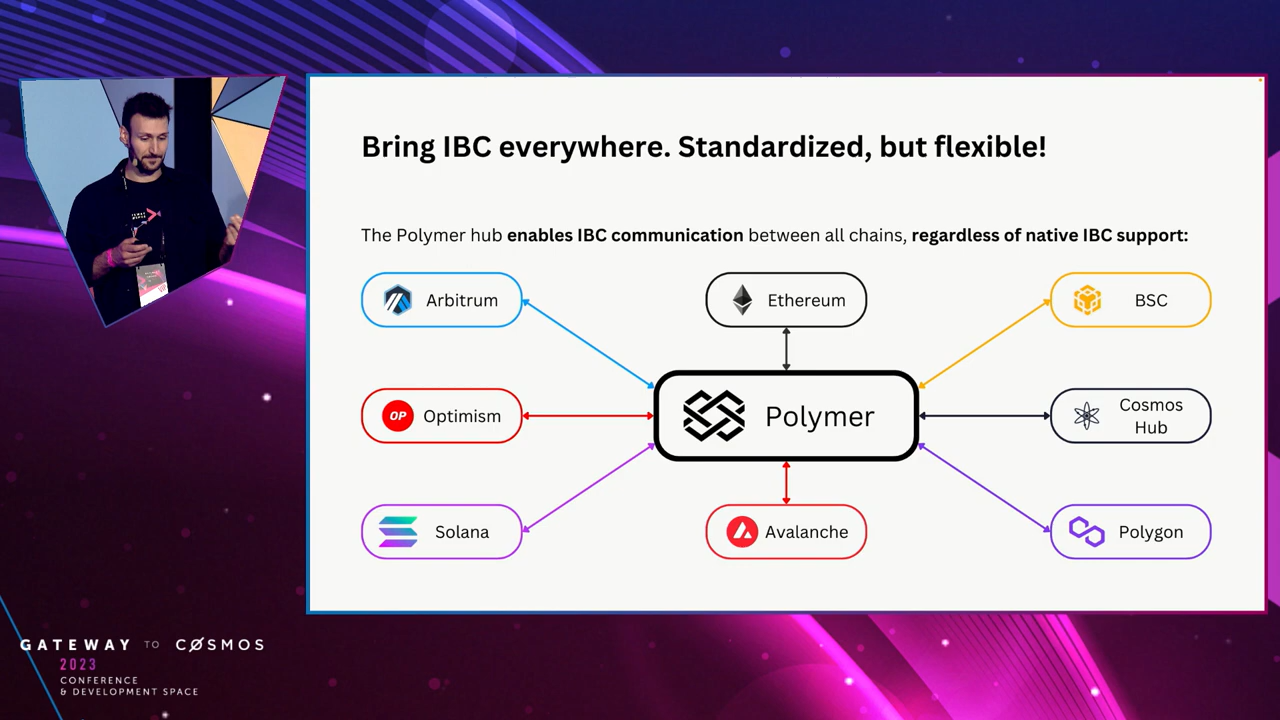 Bring IBC everywhere. Standardized, but flexible!
The Polymer hub enables IBC communication between all chains, regardless of native IBC support:
Arbitrum
Ethereum
BSC
OP Optimism
Polymer
Cosmos
Hub
Solana
Avalanche
Polygon
GATEWAY TO COSMOS
2023
CONFERENCE
& DEVELOPMENT SPACE